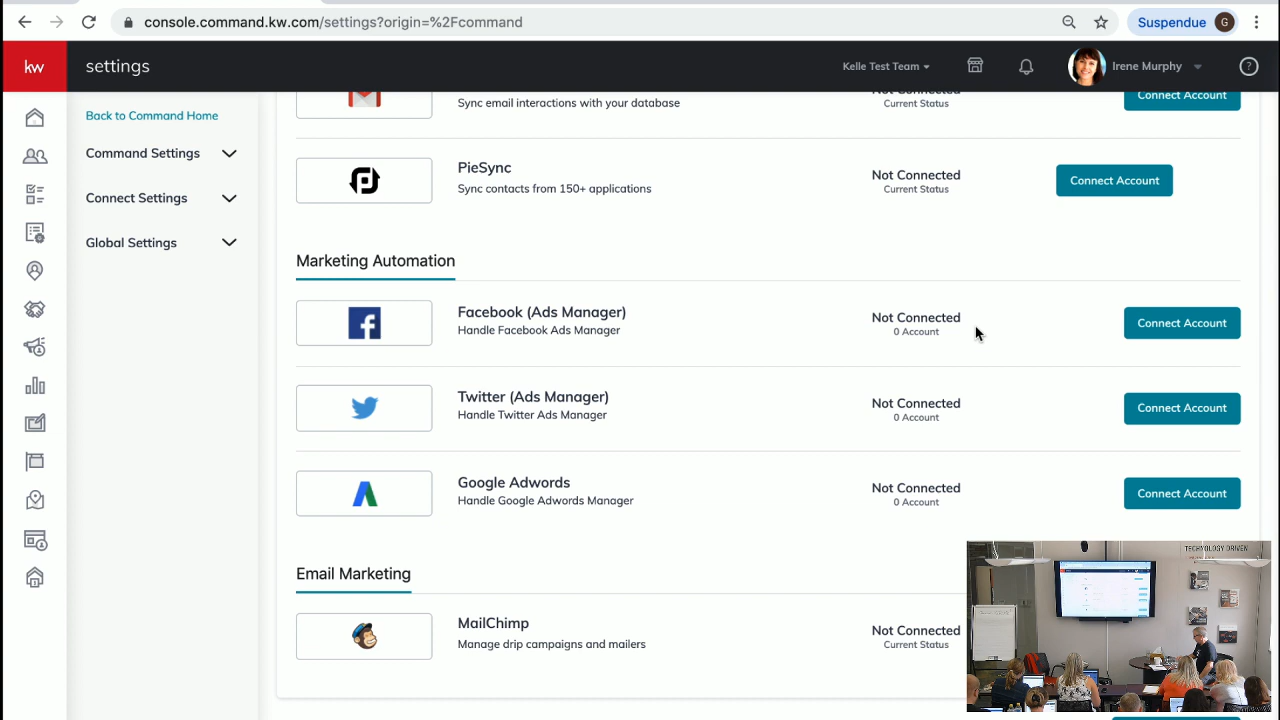 console.command.kw.com/settings?origin=%2Fcommand
Suspendue
G
kw
settings
Kelle Test Team
Irene Murphy
?
Back to Command Home
Command Settings
Connect Settings
Global Settings
Sync email interactions with your database
Not Connected
Current Status
Connect Account
PieSync
Sync contacts from 150+ applications
Not Connected
Current Status
Connect Account
Marketing Automation
Facebook (Ads Manager)
Handle Facebook Ads Manager
Not Connected
0 Account
Connect Account
Twitter (Ads Manager)
Handle Twitter Ads Manager
Not Connected
0 Account
Connect Account
Google Adwords
Handle Google Adwords Manager
Not Connected
0 Account
Connect Account
Email Marketing
MailChimp
Manage drip campaigns and mailers
Not Connected
Current Status
TECHNOLOGY DRIVEN